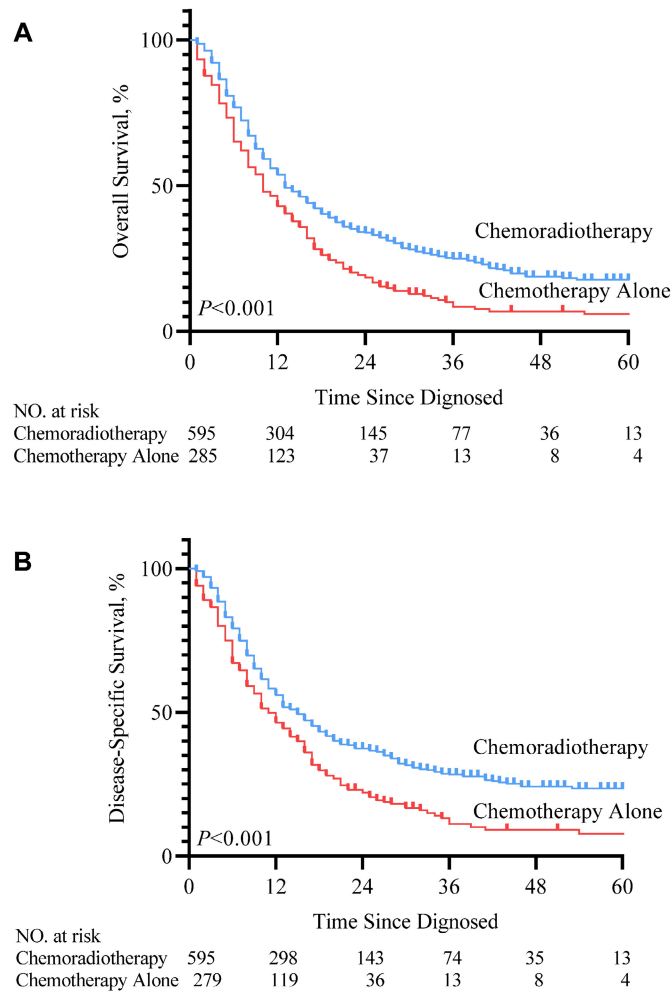 A
Overall Survival, %
100
50
0
Chemoradiotherapy
Chemotherapy Alone
P<0.001
0 12 24 36 48 60
Time Since Dignosed
NO. at risk
Chemoradiotherapy 595 304 145 77 36 13
Chemotherapy Alone 285 123 37 13 8 4
B
Disease-Specific Survival, %
100
50
0
Chemoradiotherapy
Chemotherapy Alone
P<0.001
0 12 24 36 48 60
Time Since Dignosed
NO. at risk
Chemoradiotherapy 595 298 143 74 35 13
Chemotherapy Alone 279 119 36 13 8 4